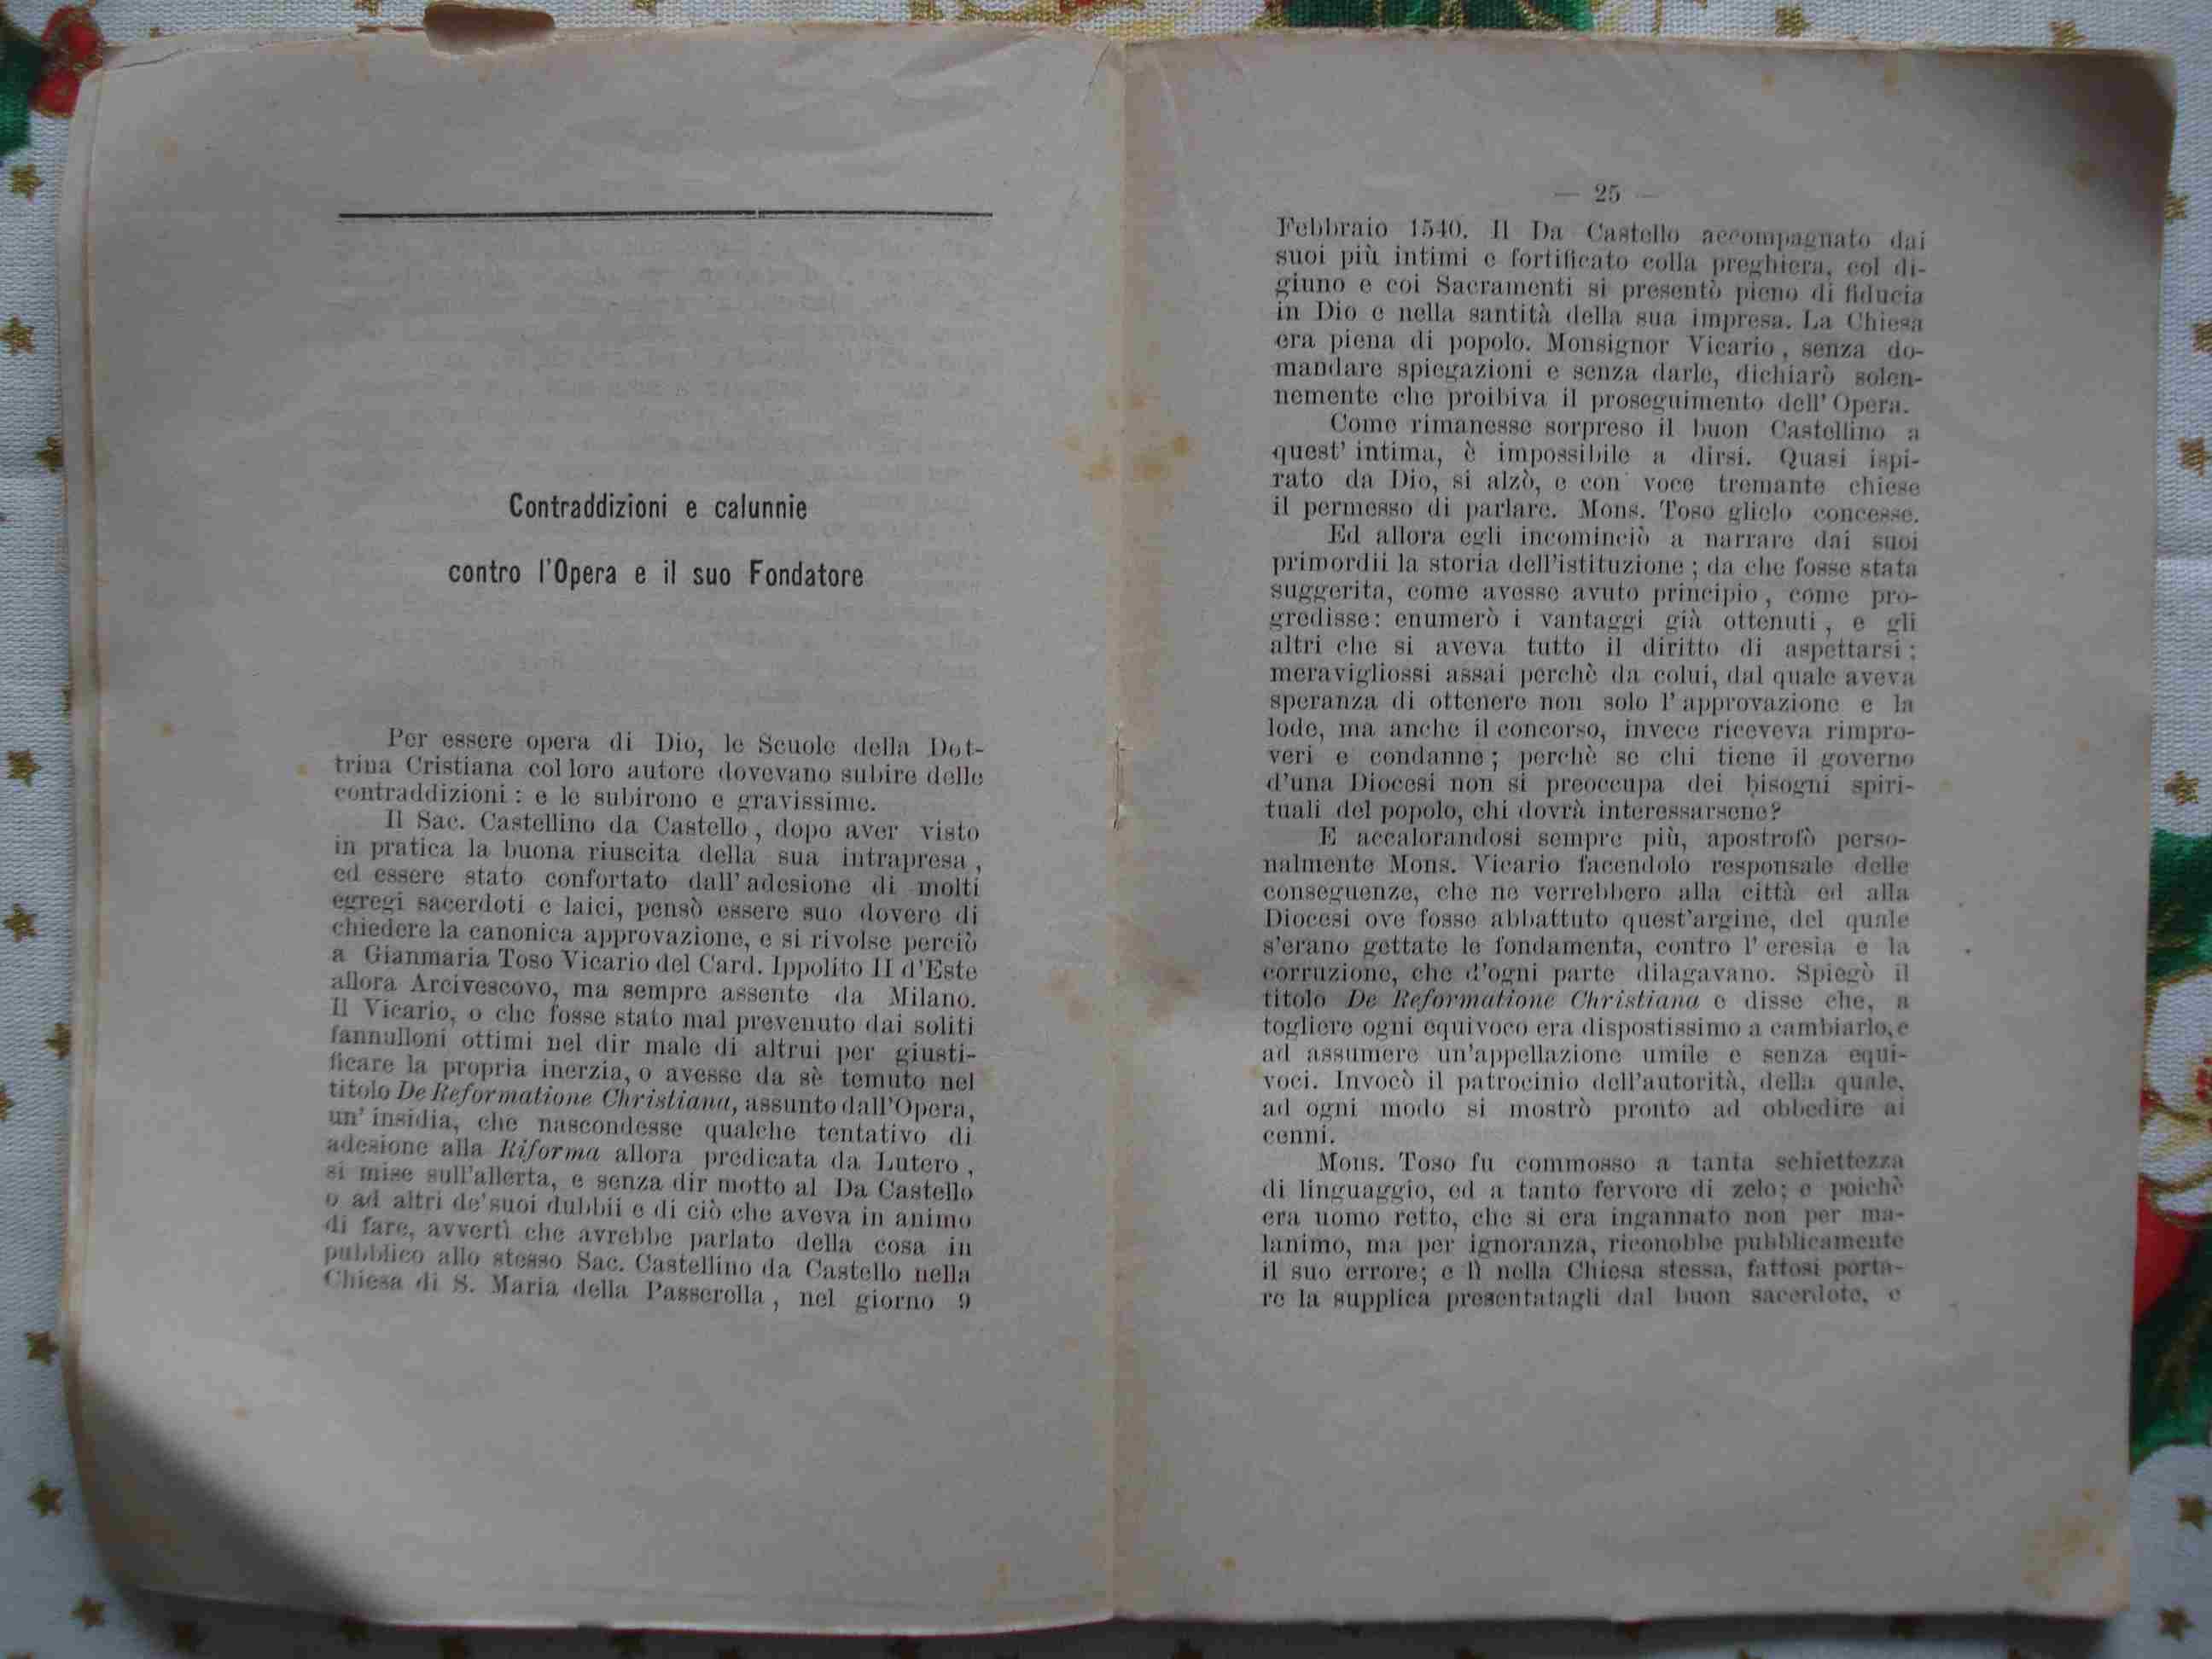 Contraddizioni e calunnie
contro l'Opera e il suo Fondatore
Per essere opera di Dio, le Scuole della Dot-
trina Cristiana col loro autore dovevano subire delle
contraddizioni : e le subirono e gravissime.
Il Sac. Castellino da Castello, dopo aver visto
in pratica la buona riuscita della sua intrapresa,
ed essere stato confortato dall'adesione di molti
egregi sacerdoti e laici, pensò essere suo dovere di
chiedere la canonica approvazione, e si rivolse perciò
a Gianmaria Toso Vicario del Card. Ippolito II d'Este
allora Arcivescovo, ma sempre assente da Milano.
Il Vicario, o che fosse stato mal prevenuto dai soliti
fannulloni ottimi nel dir male di altrui per giusti-
ficare la propria inerzia, o avesse da sè temuto nel
titolo De Reformatione Christiana, assunto dall'Opera,
un' insidia, che nascondesse qualche tentativo di
adesione alla Riforma allora predicata da Lutero,
si mise sull'allerta, e senza dir motto al Da Castello
o ad altri de'suoi dubbii e di ciò che aveva in animo
di fare, avvertì che avrebbe parlato della cosa in
pubblico allo stesso Sac. Castellino da Castello nella
Chiesa di S. Maria della Passerella, nel giorno 9
— 25 —
Febbraio 1540. Il Da Castello accompagnato dai
suoi più intimi e fortificato colla preghiera, col di-
giuno e coi Sacramenti si presentò pieno di fiducia
in Dio e nella santità della sua impresa. La Chiesa
era piena di popolo. Monsignor Vicario, senza do-
mandare spiegazioni e senza darle, dichiarò solen-
nemente che proibiva il proseguimento dell' Opera.
Come rimanesse sorpreso il buon Castellino a
quest' intima, è impossibile a dirsi. Quasi ispi-
rato da Dio, si alzò, e con voce tremante chiese
il permesso di parlare. Mons. Toso glielo concesse.
Ed allora egli incominciò a narrare dai suoi
primordii la storia dell'istituzione ; da che fosse stata
suggerita, come avesse avuto principio, come pro-
gredisse: enumerò i vantaggi già ottenuti, e gli
altri che si aveva tutto il diritto di aspettarsi ;
meravigliossi assai perchè da colui, dal quale aveva
speranza di ottenere non solo l' approvazione e la
lode, ma anche il concorso, invece riceveva rimpro-
veri e condanne ; perchè se chi tiene il governo
d'una Diocesi non si preoccupa dei bisogni spiri-
tuali del popolo, chi dovrà interessarsene?
E accalorandosi sempre più, apostrofò perso-
nalmente Mons. Vicario facendolo responsale delle
conseguenze, che ne verrebbero alla città ed alla
Diocesi ove fosse abbattuto quest'argine, del quale
s'erano gettate le fondamenta, contro l' eresia e la
corruzione, che d'ogni parte dilagavano. Spiegò il
titolo De Reformatione Christiana e disse che, a
togliere ogni equivoco era dispostissimo a cambiarlo, e
ad assumere un'appellazione umile e senza equi-
voci. Invocò il patrocinio dell'autorità, della quale,
ad ogni modo si mostrò pronto ad obbedire ai
cenni.
Mons. Toso fu commosso a tanta schiettezza
di linguaggio, ed a tanto fervore di zelo; e poichè
era uomo retto, che si era ingannato non per ma-
lanimo, ma per ignoranza, riconobbe pubblicamente
il suo errore; e lì nella Chiesa stessa, fattosi porta-
re la supplica presentatagli dal buon sacerdote, e